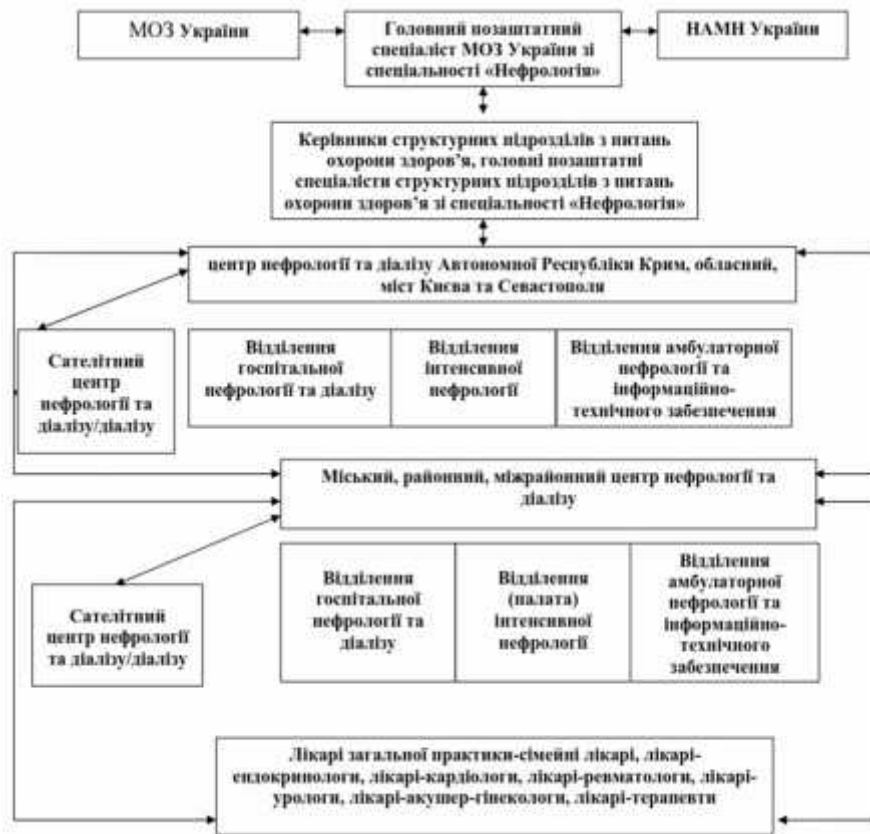 МОЗ України
Головний позаштатний
спеціаліст МОЗ України зі
спеціальності «Нефрологія»
НАМН України
Керівники структурних підрозділів з питань
охорони здоров’я, головні позаштатні
спеціалісти структурних підрозділів з питань
охорони здоров’я зі спеціальності «Нефрологія»
центр нефрології та діалізу Автономної Республіки Крим, обласний,
міст Києва та Севастополя
Сателітний
центр
нефрології та
діалізу/діалізу
Відділення
госпітальної
нефрології та діалізу
Відділення
інтенсивної
нефрології
Відділення амбулаторної
нефрології та
інформаційно-
технічного забезпечення
Міський, районний, міжрайонний центр нефрології та
діалізу
Сателітний
центр нефрології
та діалізу/діалізу
Відділення
госпітальної
нефрології та
діалізу
Відділення
(палата)
інтенсивної
нефрології
Відділення
амбулаторної
нефрології та
інформаційно-
технічного
забезпечення
Лікарі загальної практики-сімейні лікарі, лікарі-
ендокринологи, лікарі-кардіологи, лікарі-ревматологи, лікарі-
урологи, лікарі-акушер-гінекологи, лікарі-терапевти